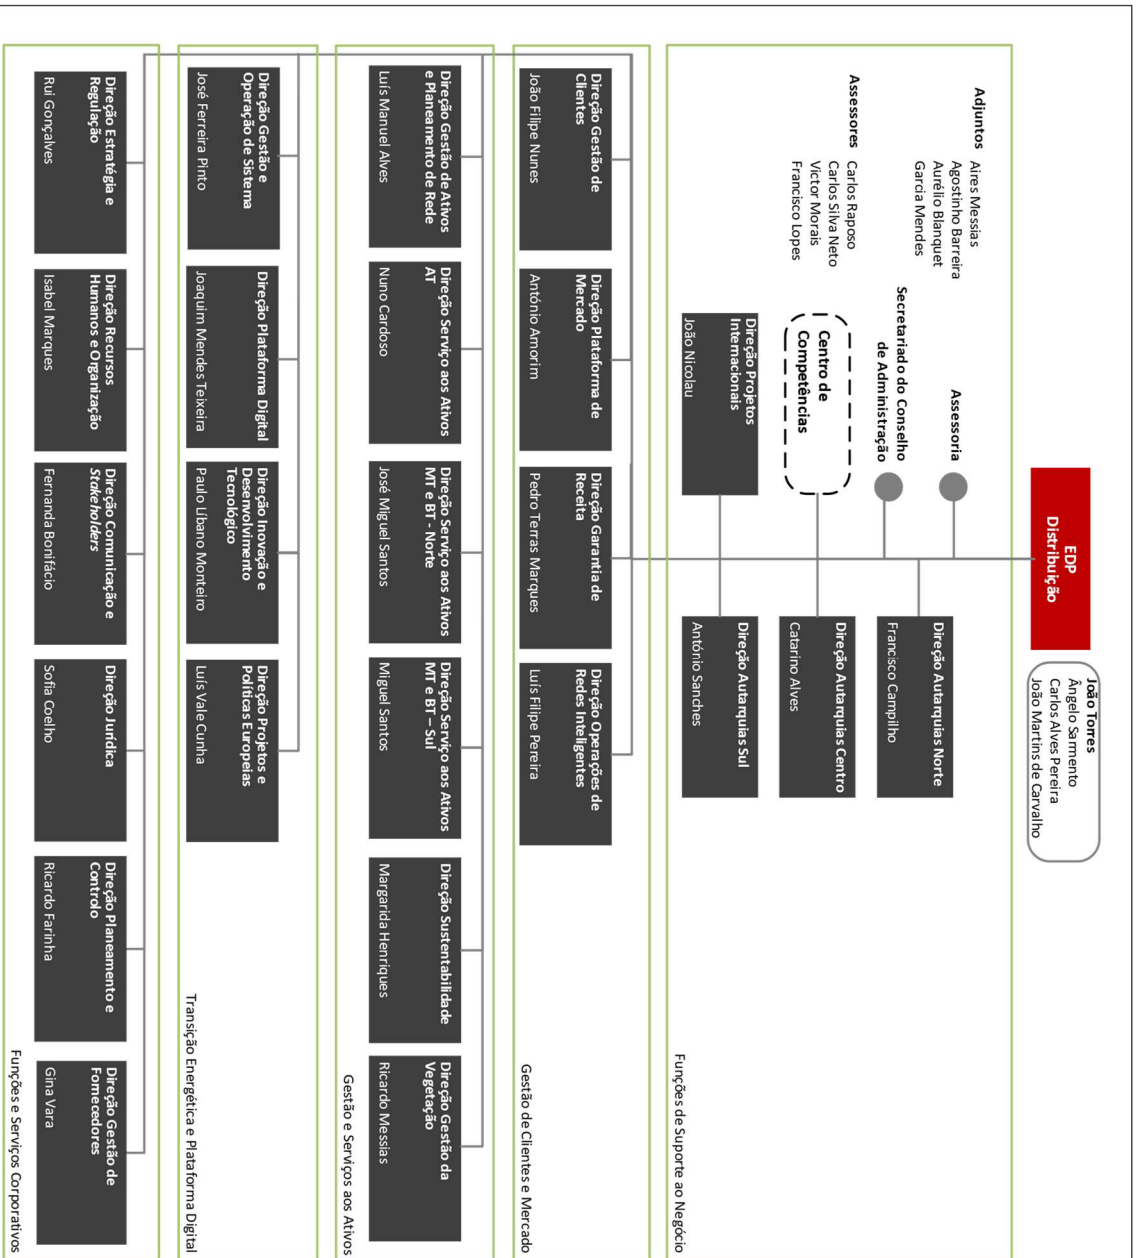 EDP
Distribuição
João Torres
Ângelo Sarmento
Carlos Alves Pereira
João Martins de Carvalho
Adjuntos
Aires Messias
Agostinho Barreira
Aurélio Blanquet
Garcia Mendes
Assessoria
Secretariado do Conselho
de Administração
Assessores
Carlos Raposo
Carlos Silva Neto
Victor Morais
Francisco Lopes
Centro de
Competências
Direção Projetos
Internacionais
João Nicolau
Direção Autarquias Norte
Francisco Campilho
Direção Autarquias Centro
Catarino Alves
Direção Autarquias Sul
António Sanches
Funções de Suporte ao Negócio
Direção Gestão de
Clientes
João Filipe Nunes
Direção Plataforma de
Mercado
António Amorim
Direção Garantia de
Receita
Pedro Terras Marques
Direção Operações de
Redes Inteligentes
Luís Filipe Pereira
Gestão de Clientes e Mercado
Direção Gestão de Ativos
e Planeamento de Rede
Luís Manuel Alves
Direção Serviço aos Ativos
AT
Nuno Cardoso
Direção Serviço aos Ativos
MT e BT - Norte
José Miguel Santos
Direção Serviço aos Ativos
MT e BT – Sul
Miguel Santos
Direção Sustentabilidade
Margarida Henriques
Direção Gestão da
Vegetação
Ricardo Messias
Gestão e Serviços aos Ativos
Direção Gestão e
Operação de Sistema
José Ferreira Pinto
Direção Plataforma Digital
Joaquim Mendes Teixeira
Direção Inovação e
Desenvolvimento
Tecnológico
Paulo Líbano Monteiro
Direção Projetos e
Políticas Europeias
Luís Vale Cunha
Transição Energética e Plataforma Digital
Direção Estratégia e
Regulação
Rui Gonçalves
Direção Recursos
Humanos e Organização
Isabel Marques
Direção Comunicação e
Stakeholders
Fernanda Bonifácio
Direção Jurídica
Sofia Coelho
Direção Planeamento e
Controlo
Ricardo Farinha
Direção Gestão de
Fornecedores
Gina Vara
Funções e Serviços Corporativos